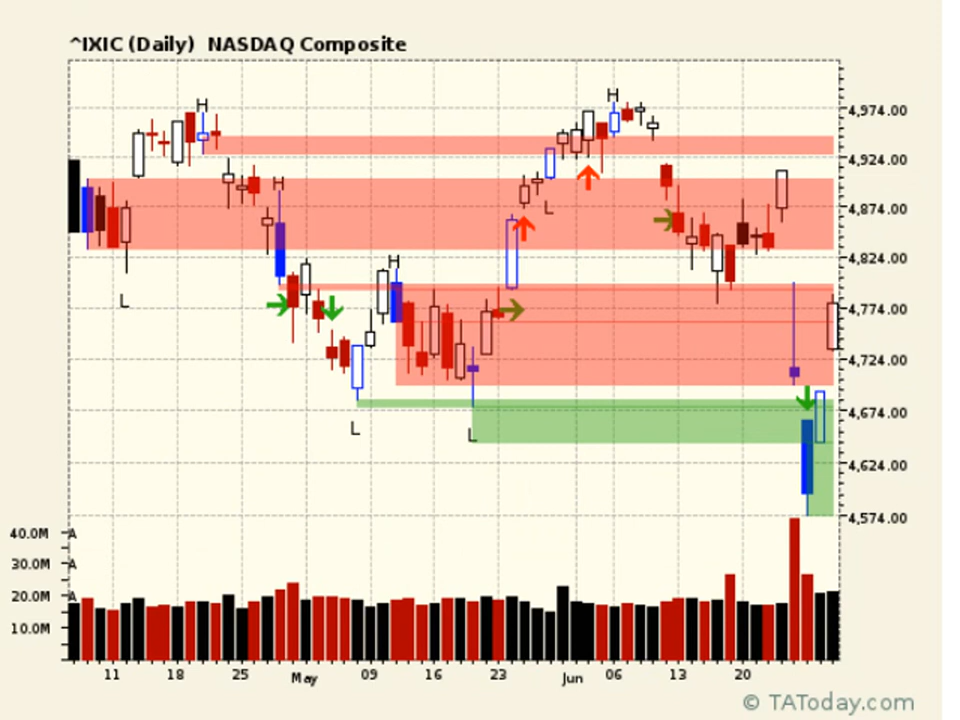 ^IXIC (Daily) NASDAQ Composite
H
H
4,974.00
4,924.00
H
L
4,874.00
H
4,824.00
L
4,774.00
4,724.00
4,674.00
L
L
4,624.00
4,574.00
40.0M
A
30.0M
A
20.0M
A
10.0M
11 18 25 May 09 16 23 Jun 06 13 20
© TAToday.com